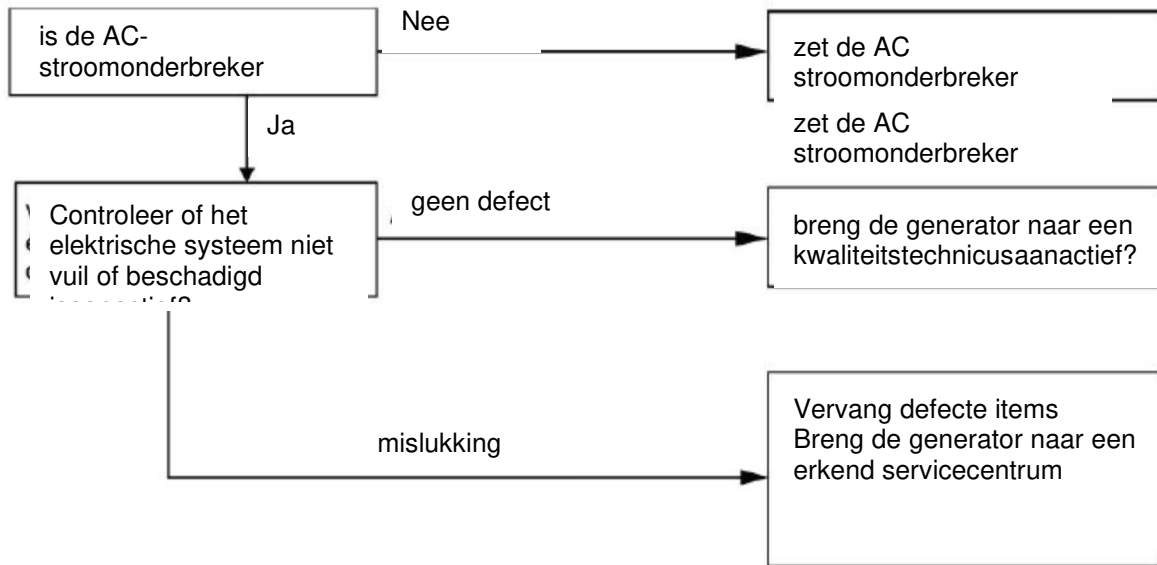 is de AC-
stroomonderbreker
Nee
zet de AC
stroomonderbreker
zet de AC
stroomonderbreker
Ja
Controleer of het
elektrische systeem niet
vuil of beschadigd
geen defect
breng de generator naar een
kwaliteitstechnicusaanactief?
mislukking
Vervang defecte items
Breng de generator naar een
erkend servicecentrum